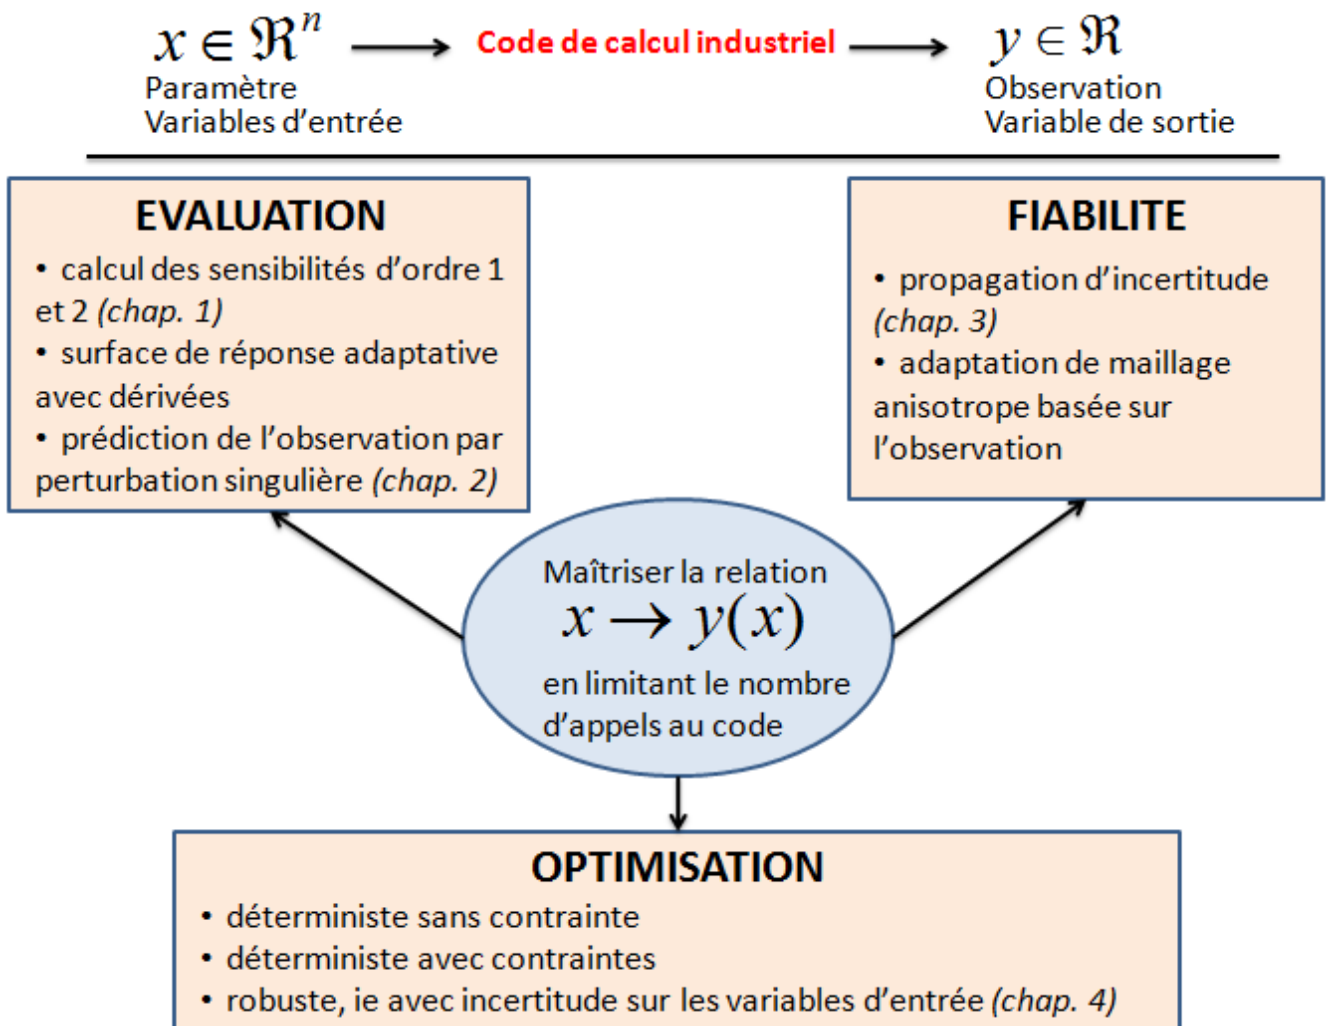 x ∈ ℜⁿ → Code de calcul industriel → y ∈ ℜ
Paramètre
Variables d'entrée
Observation
Variable de sortie
EVALUATION
• calcul des sensibilités d'ordre 1
et 2 (chap. 1)
• surface de réponse adaptative
avec dérivées
• prédiction de l'observation par
perturbation singulière (chap. 2)
FIABILITE
• propagation d'incertitude
(chap. 3)
• adaptation de maillage
anisotrope basée sur
l'observation
Maîtriser la relation
x → y(x)
en limitant le nombre
d'appels au code
OPTIMISATION
• déterministe sans contrainte
• déterministe avec contraintes
• robuste, ie avec incertitude sur les variables d'entrée (chap. 4)